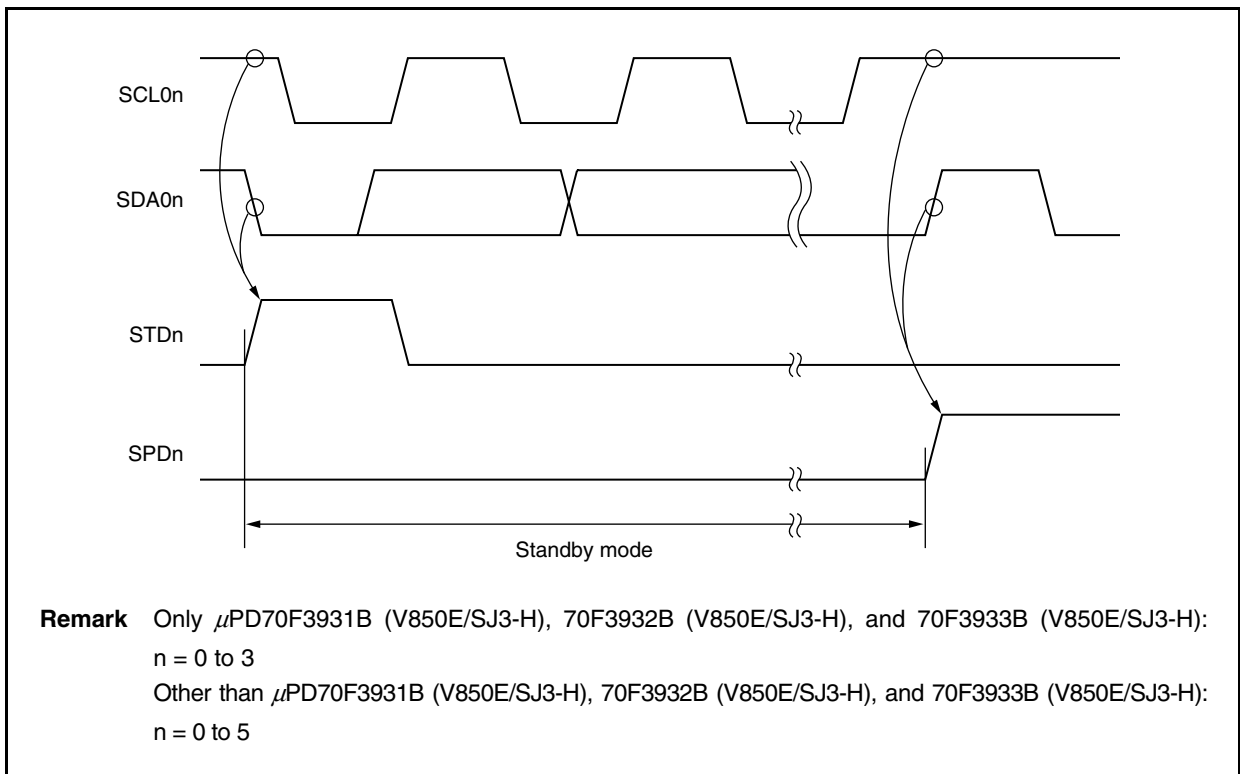 SCL0n
SDA0n
STDn
SPDn
Standby mode
Remark Only μPD70F3931B (V850E/SJ3-H), 70F3932B (V850E/SJ3-H), and 70F3933B (V850E/SJ3-H):
n = 0 to 3
Other than μPD70F3931B (V850E/SJ3-H), 70F3932B (V850E/SJ3-H), and 70F3933B (V850E/SJ3-H):
n = 0 to 5